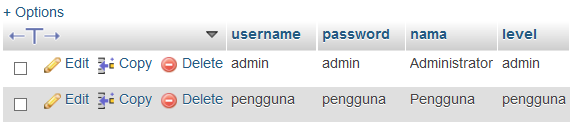 + Options
←T→ username password nama level
Edit Copy Delete admin admin Administrator admin
Edit Copy Delete pengguna pengguna Pengguna pengguna